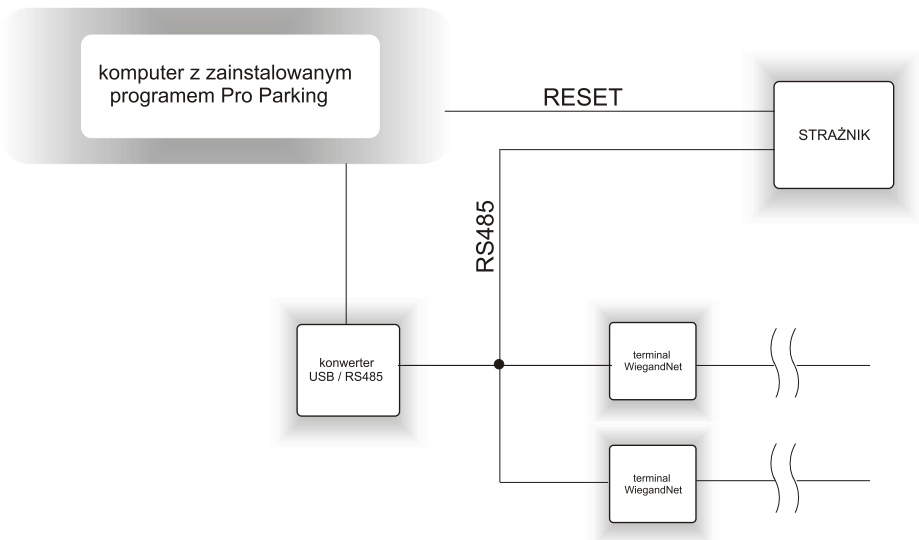 komputer z zainstalowanym
programem Pro Parking
RESET
STRAŻNIK
RS485
konwerter
USB / RS485
terminal
WiegandNet
terminal
WiegandNet